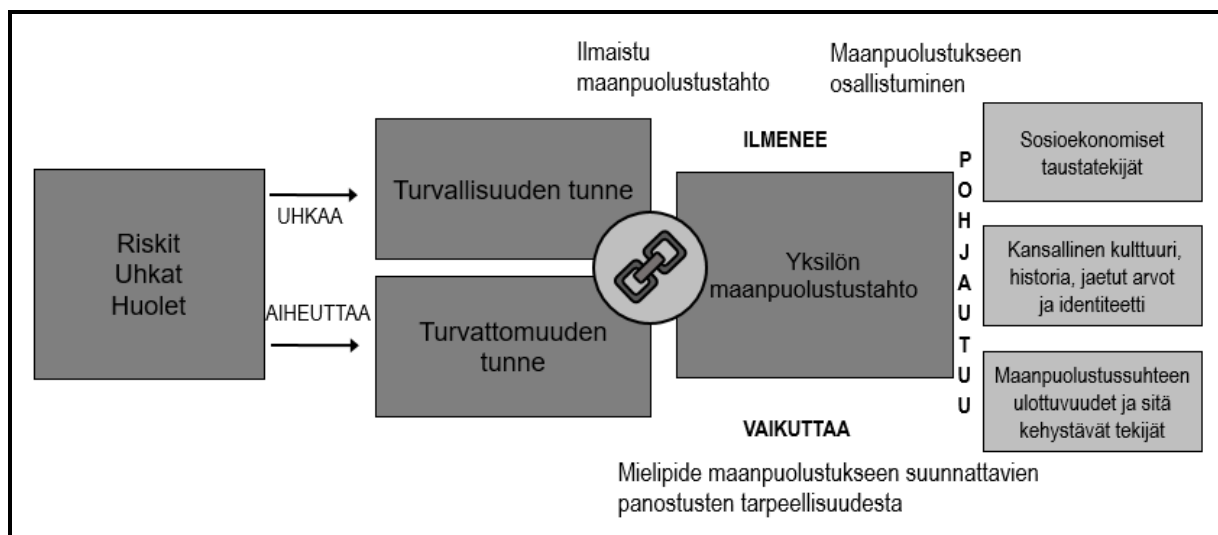 Riskit
Uhkat
Huolet
UHKAA
AIHEUTTAA
Turvallisuuden tunne
Turvattomuuden
tunne
Ilmaistu
maanpuolustustahto
Maanpuolustukseen
osallistuminen
ILMENEE
Yksilön
maanpuolustustahto
VAIKUTTAA
Mielipide maanpuolustukseen suunnattavien
panostusten tarpeellisuudesta
POHJAUTUU
Sosioekonomiset
taustatekijät
Kansallinen kulttuuri,
historia, jaetut arvot
ja identiteetti
Maanpuolustussuhteen
ulottuvuudet ja sitä
kehystävät tekijät